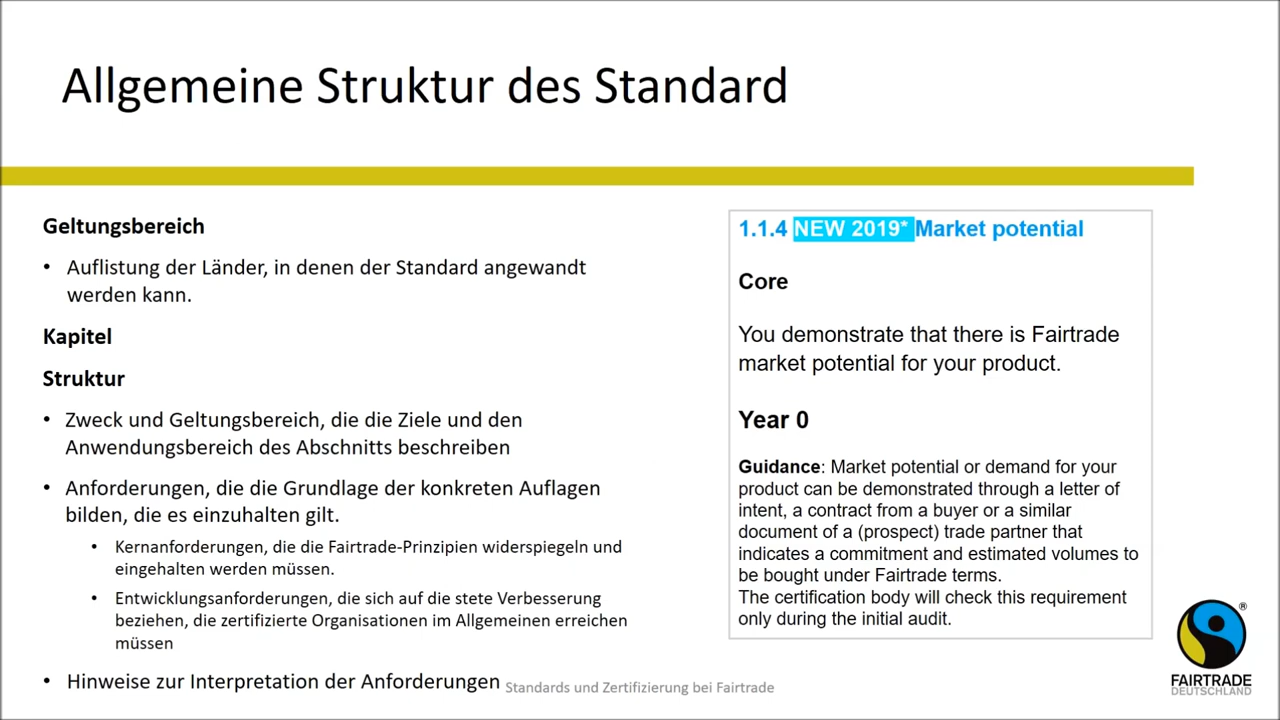 Allgemeine Struktur des Standard
Geltungsbereich
• Auflistung der Länder, in denen der Standard angewandt
werden kann.
Kapitel
Struktur
• Zweck und Geltungsbereich, die die Ziele und den
Anwendungsbereich des Abschnitts beschreiben
• Anforderungen, die die Grundlage der konkreten Auflagen
bilden, die es einzuhalten gilt.
• Kernanforderungen, die die Fairtrade-Prinzipien widerspiegeln und
eingehalten werden müssen.
• Entwicklungsanforderungen, die sich auf die stete Verbesserung
beziehen, die zertifizierte Organisationen im Allgemeinen erreichen
müssen
• Hinweise zur Interpretation der Anforderungen
1.1.4 NEW 2019* Market potential
Core
You demonstrate that there is Fairtrade
market potential for your product.
Year 0
Guidance: Market potential or demand for your
product can be demonstrated through a letter of
intent, a contract from a buyer or a similar
document of a (prospect) trade partner that
indicates a commitment and estimated volumes to
be bought under Fairtrade terms.
The certification body will check this requirement
only during the initial audit.
Standards und Zertifizierung bei Fairtrade
®
FAIRTRADE
DEUTSCHLAND